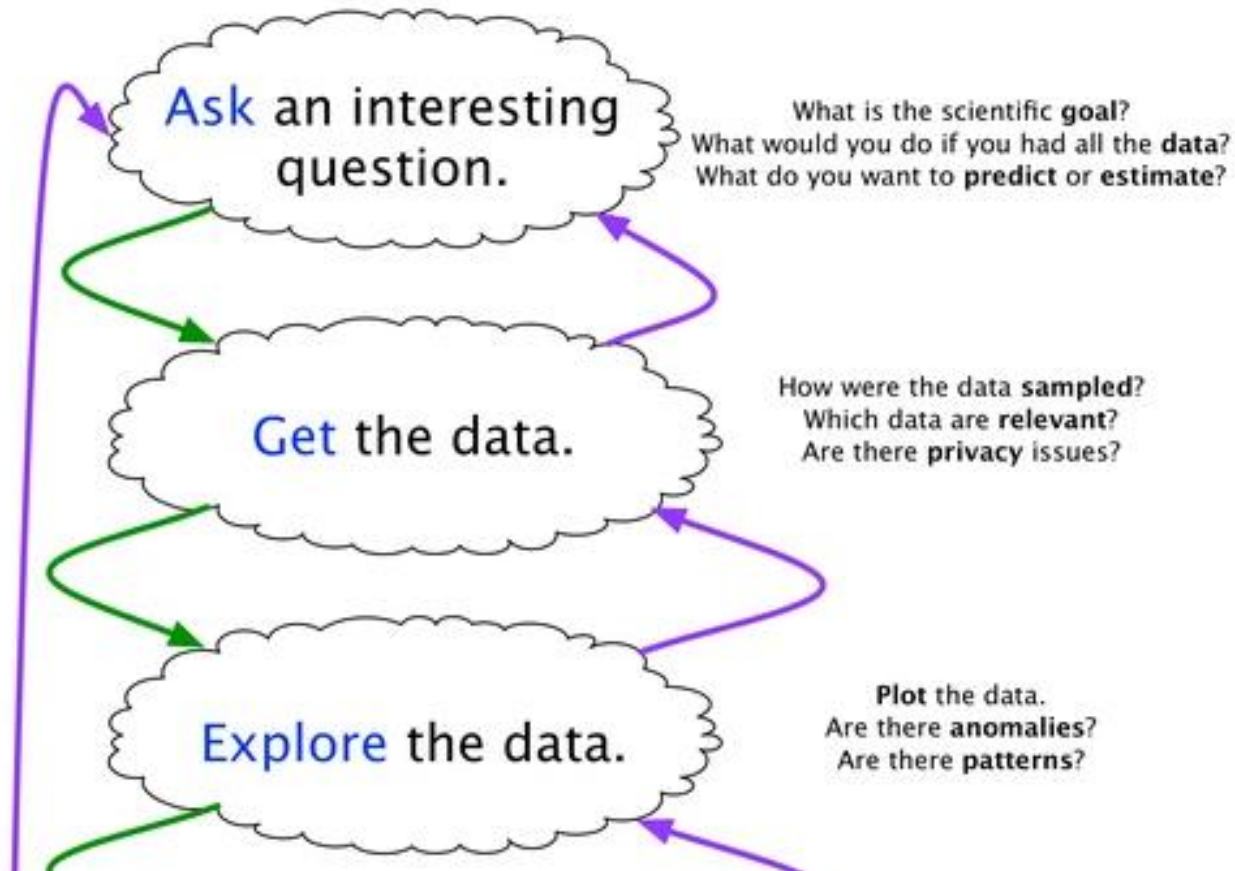 Ask an interesting
question.
What is the scientific goal?
What would you do if you had all the data?
What do you want to predict or estimate?
Get the data.
How were the data sampled?
Which data are relevant?
Are there privacy issues?
Explore the data.
Plot the data.
Are there anomalies?
Are there patterns?